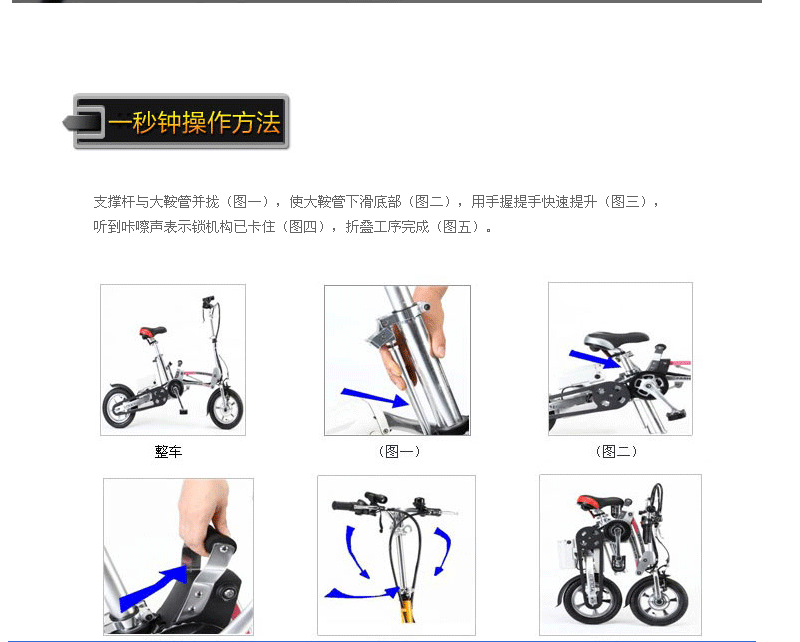 一秒钟操作方法
支撑杆与大鞍管并拢（图一），使大鞍管下滑底部（图二），用手握提手快速提升（图三），
听到咔嚓声表示锁机构已卡住（图四），折叠工序完成（图五）。
整车
（图一）
（图二）